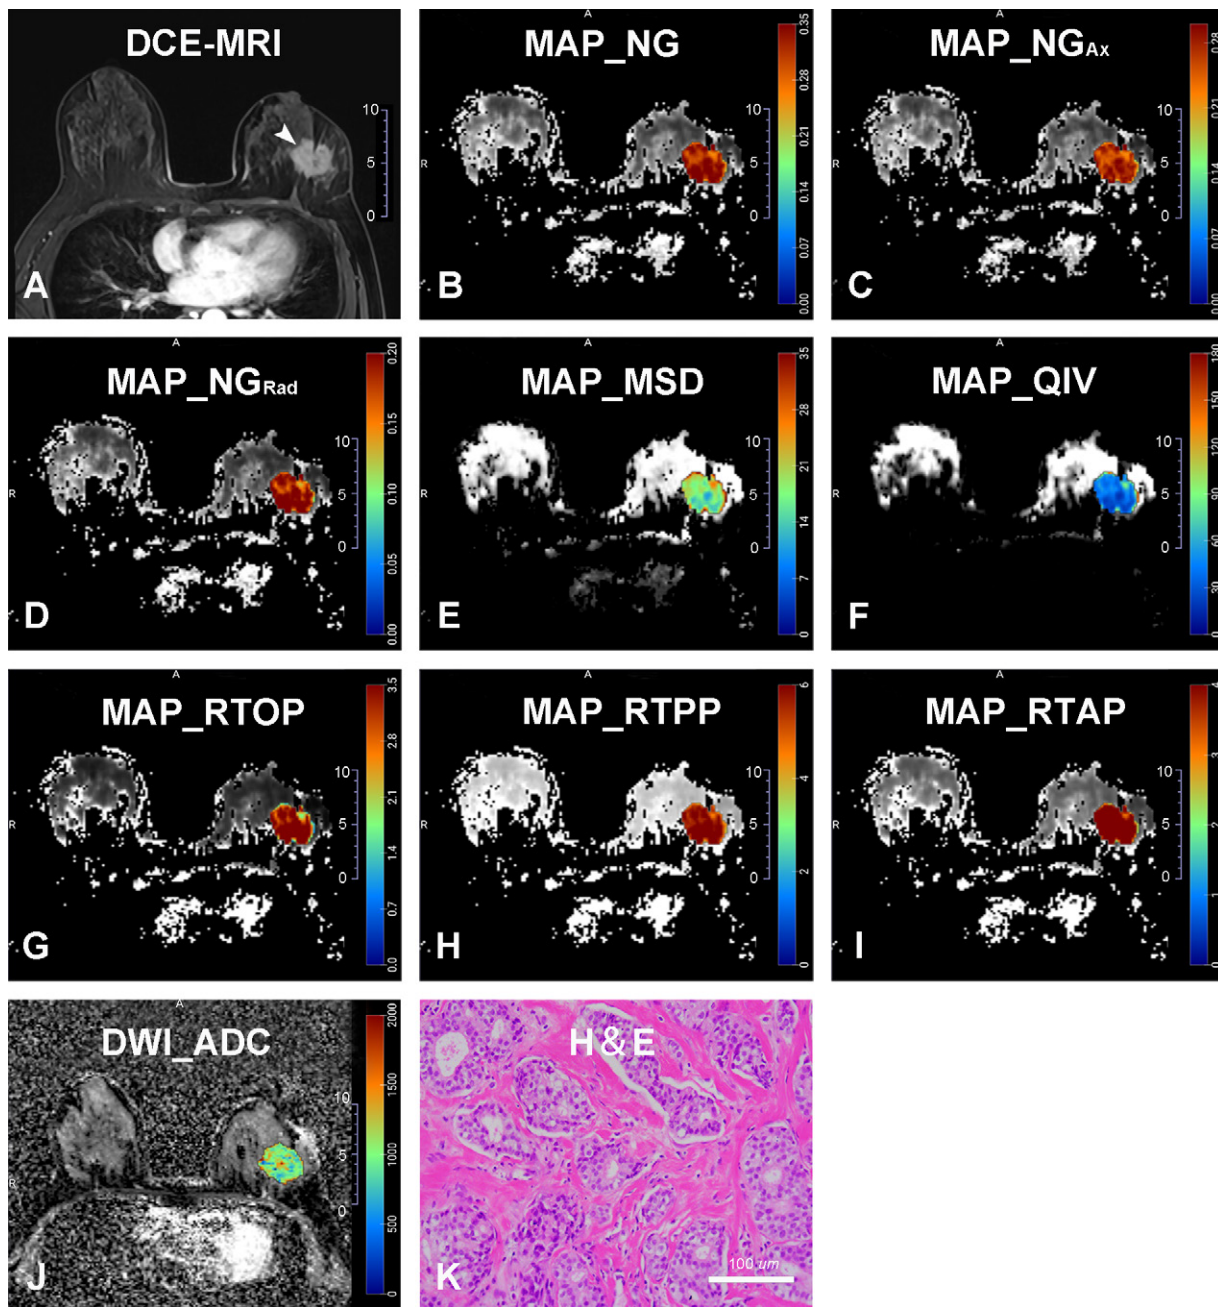 DCE-MRI
10
5
0
A
A
MAP_NG
0.35
0.28
0.21
0.14
0.07
0.00
10
5
0
R
B
A
MAP_NGAx
0.28
0.21
0.14
0.07
0.00
10
5
0
R
C
A
MAP_NGRad
0.20
0.15
0.10
0.05
0.00
10
5
0
R
D
A
MAP_MSD
35
28
21
14
7
0
10
5
0
R
E
A
MAP_QIV
180
150
120
90
60
30
0
10
5
0
R
F
A
MAP_RTOP
3.5
2.8
2.1
1.4
0.7
0.0
10
5
0
R
G
A
MAP_RTPP
6
4
3
2
0
10
5
0
R
H
A
MAP_RTAP
4
3
2
1
0
10
5
0
R
I
A
DWI_ADC
2000
1500
1000
500
0
10
5
0
R
J
H&E
100 um
K